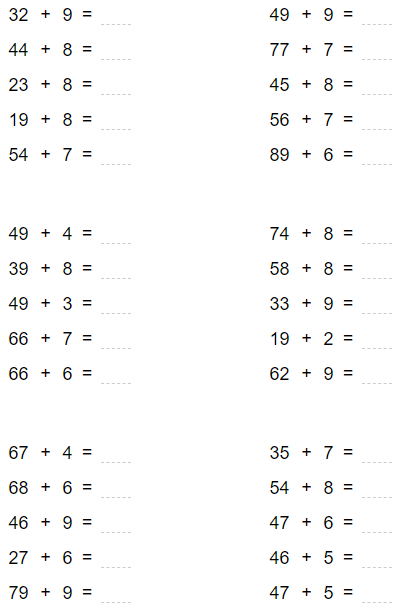 32 + 9 = 49 + 9 =
44 + 8 = 77 + 7 =
23 + 8 = 45 + 8 =
19 + 8 = 56 + 7 =
54 + 7 = 89 + 6 =
49 + 4 = 74 + 8 =
39 + 8 = 58 + 8 =
49 + 3 = 33 + 9 =
66 + 7 = 19 + 2 =
66 + 6 = 62 + 9 =
67 + 4 = 35 + 7 =
68 + 6 = 54 + 8 =
46 + 9 = 47 + 6 =
27 + 6 = 46 + 5 =
79 + 9 = 47 + 5 =